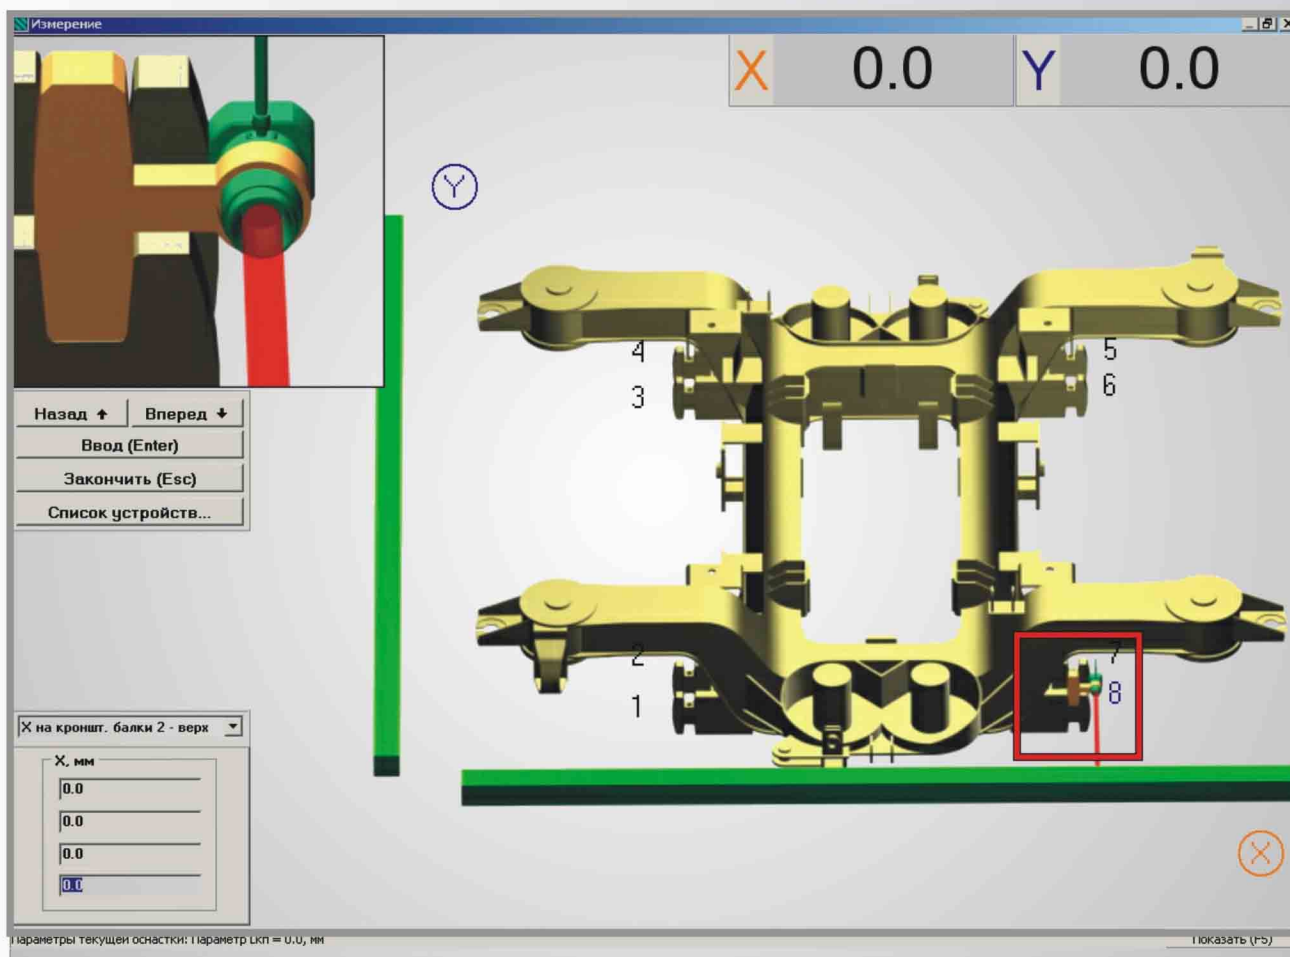 Измерение
X 0.0 Y 0.0
Y
4 5
3 6
Назад Вперед
Ввод (Enter)
Закончить (Esc)
Список устройств...
2 7
1 8
X на кроншт. балки 2 - верх
X, мм
0.0
0.0
0.0
0.0
X
Параметры текущей оснастки: Параметр Lкп = 0.0, мм Показать (F5)